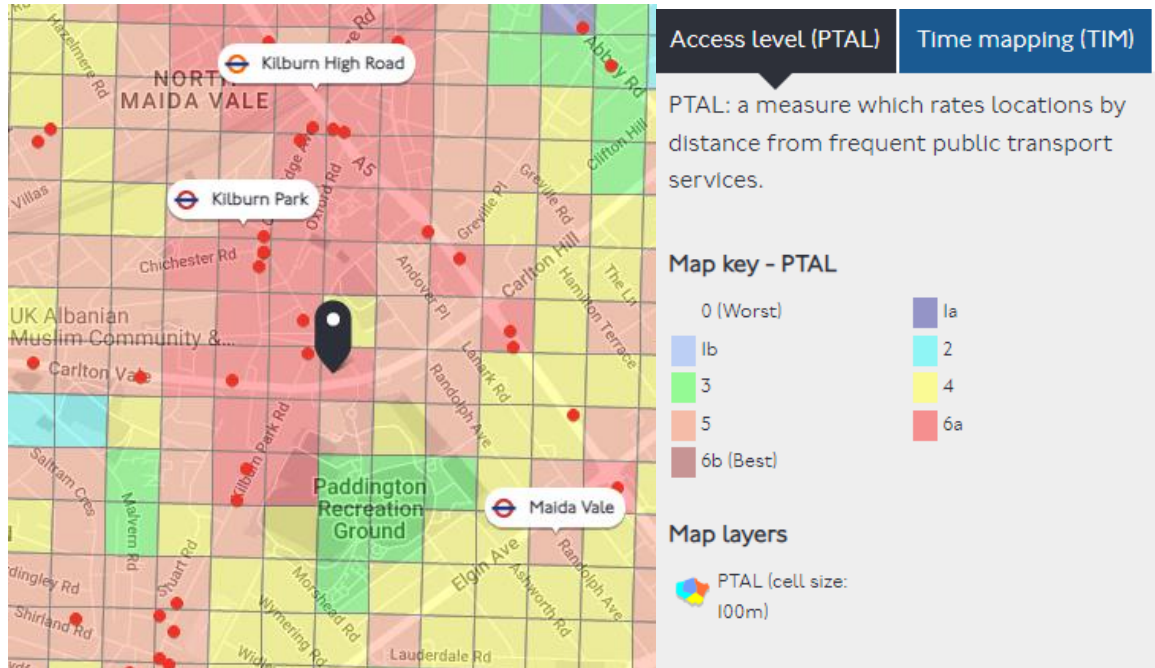 Access level (PTAL)
Time mapping (TIM)
PTAL: a measure which rates locations by
distance from frequent public transport
services.
Map key - PTAL
0 (Worst)
1a
1b
2
3
4
5
6a
6b (Best)
Map layers
PTAL (cell size:
100m)
Hazelmere Rd
Abbey Rd
Kilburn High Road
NORTH
MAIDA VALE
Clifton Hill
A5
Villas
Oxford Rd
Greville Rd
Greville Pl
Kilburn Park
Chichester Rd
Carlton Hill
Andover Pl
Hamilton Terrace
UK Albanian
Muslim Community &...
Carlton Vale
Lanark Rd
Randolph Ave
Kilburn Park Rd
Saltram Cres
Malvern Rd
Paddington
Recreation
Ground
Maida Vale
Elgin Ave
Randolph Ave
Ashworth Rd
Stuart Rd
Morshead Rd
Shirland Rd
Wymering Rd
Lauderdale Rd